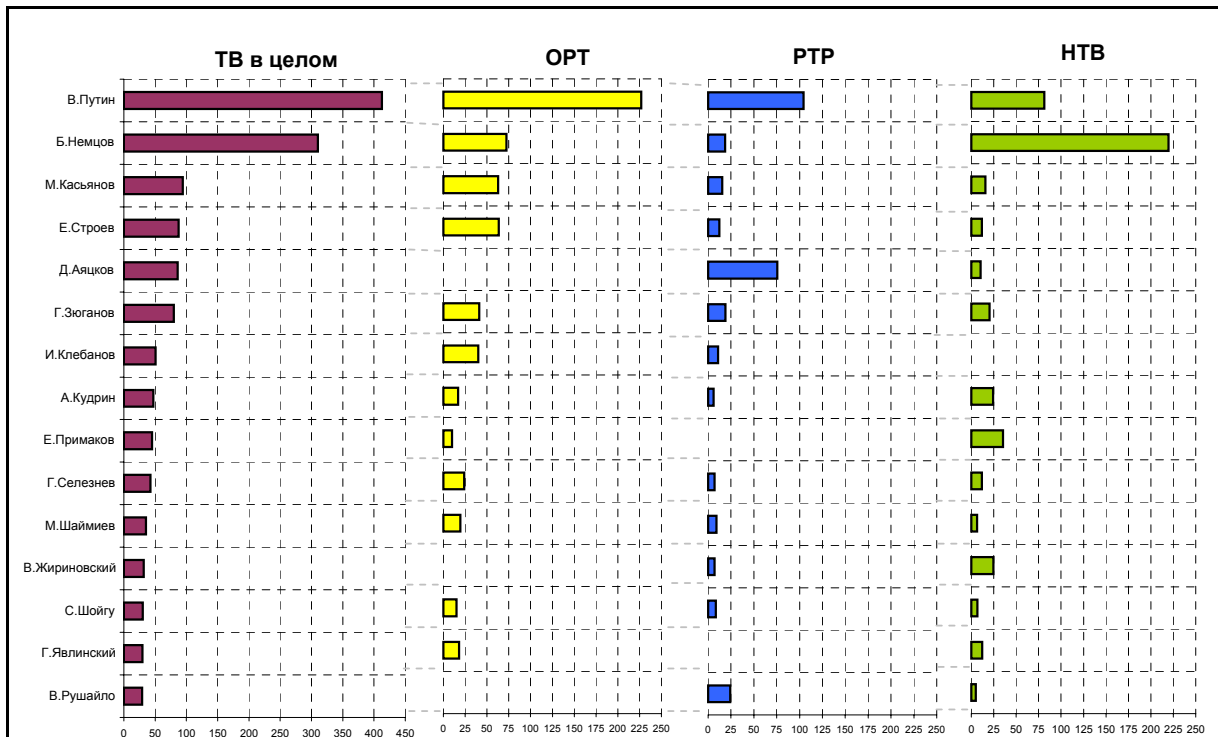 ТВ в целом ОРТ РТР НТВ
В.Путин
Б.Немцов
М.Касьянов
Е.Строев
Д.Аяцков
Г.Зюганов
И.Клебанов
А.Кудрин
Е.Примаков
Г.Селезнев
М.Шаймиев
В.Жириновский
С.Шойгу
Г.Явлинский
В.Рушайло
0 50 100 150 200 250 300 350 400 450 0 25 50 75 100 125 150 175 200 225 250 0 25 50 75 100 125 150 175 200 225 250 0 25 50 75 100 125 150 175 200 225 250